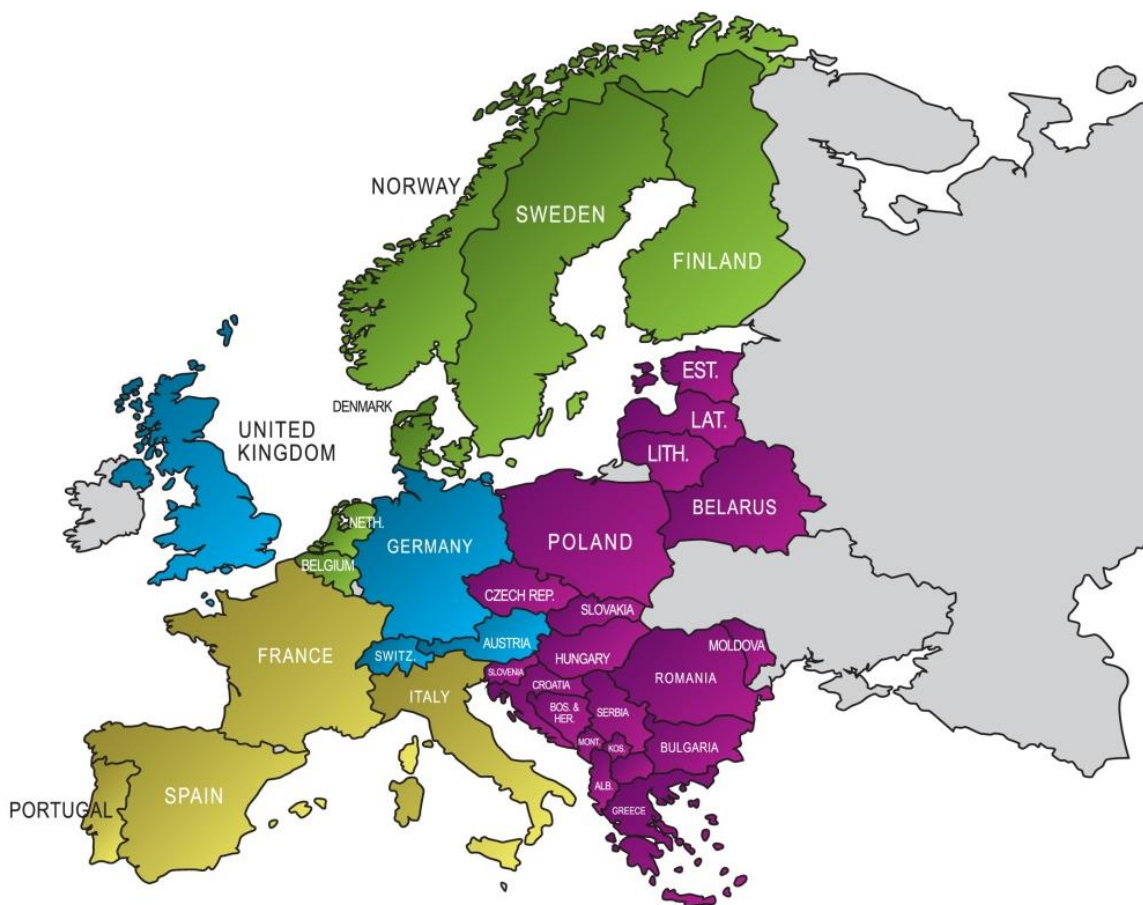 NORWAY
SWEDEN
FINLAND
EST.
DENMARK
LAT.
UNITED
KINGDOM
LITH.
BELARUS
NETH.
GERMANY
POLAND
BELGIUM
CZECH REP.
SLOVAKIA
AUSTRIA
MOLDOVA
FRANCE
SWITZ.
HUNGARY
SLOVENIA
ROMANIA
CROATIA
ITALY
BOS. &
HER.
SERBIA
MONT.
KOS.
BULGARIA
ALB.
SPAIN
PORTUGAL
GREECE